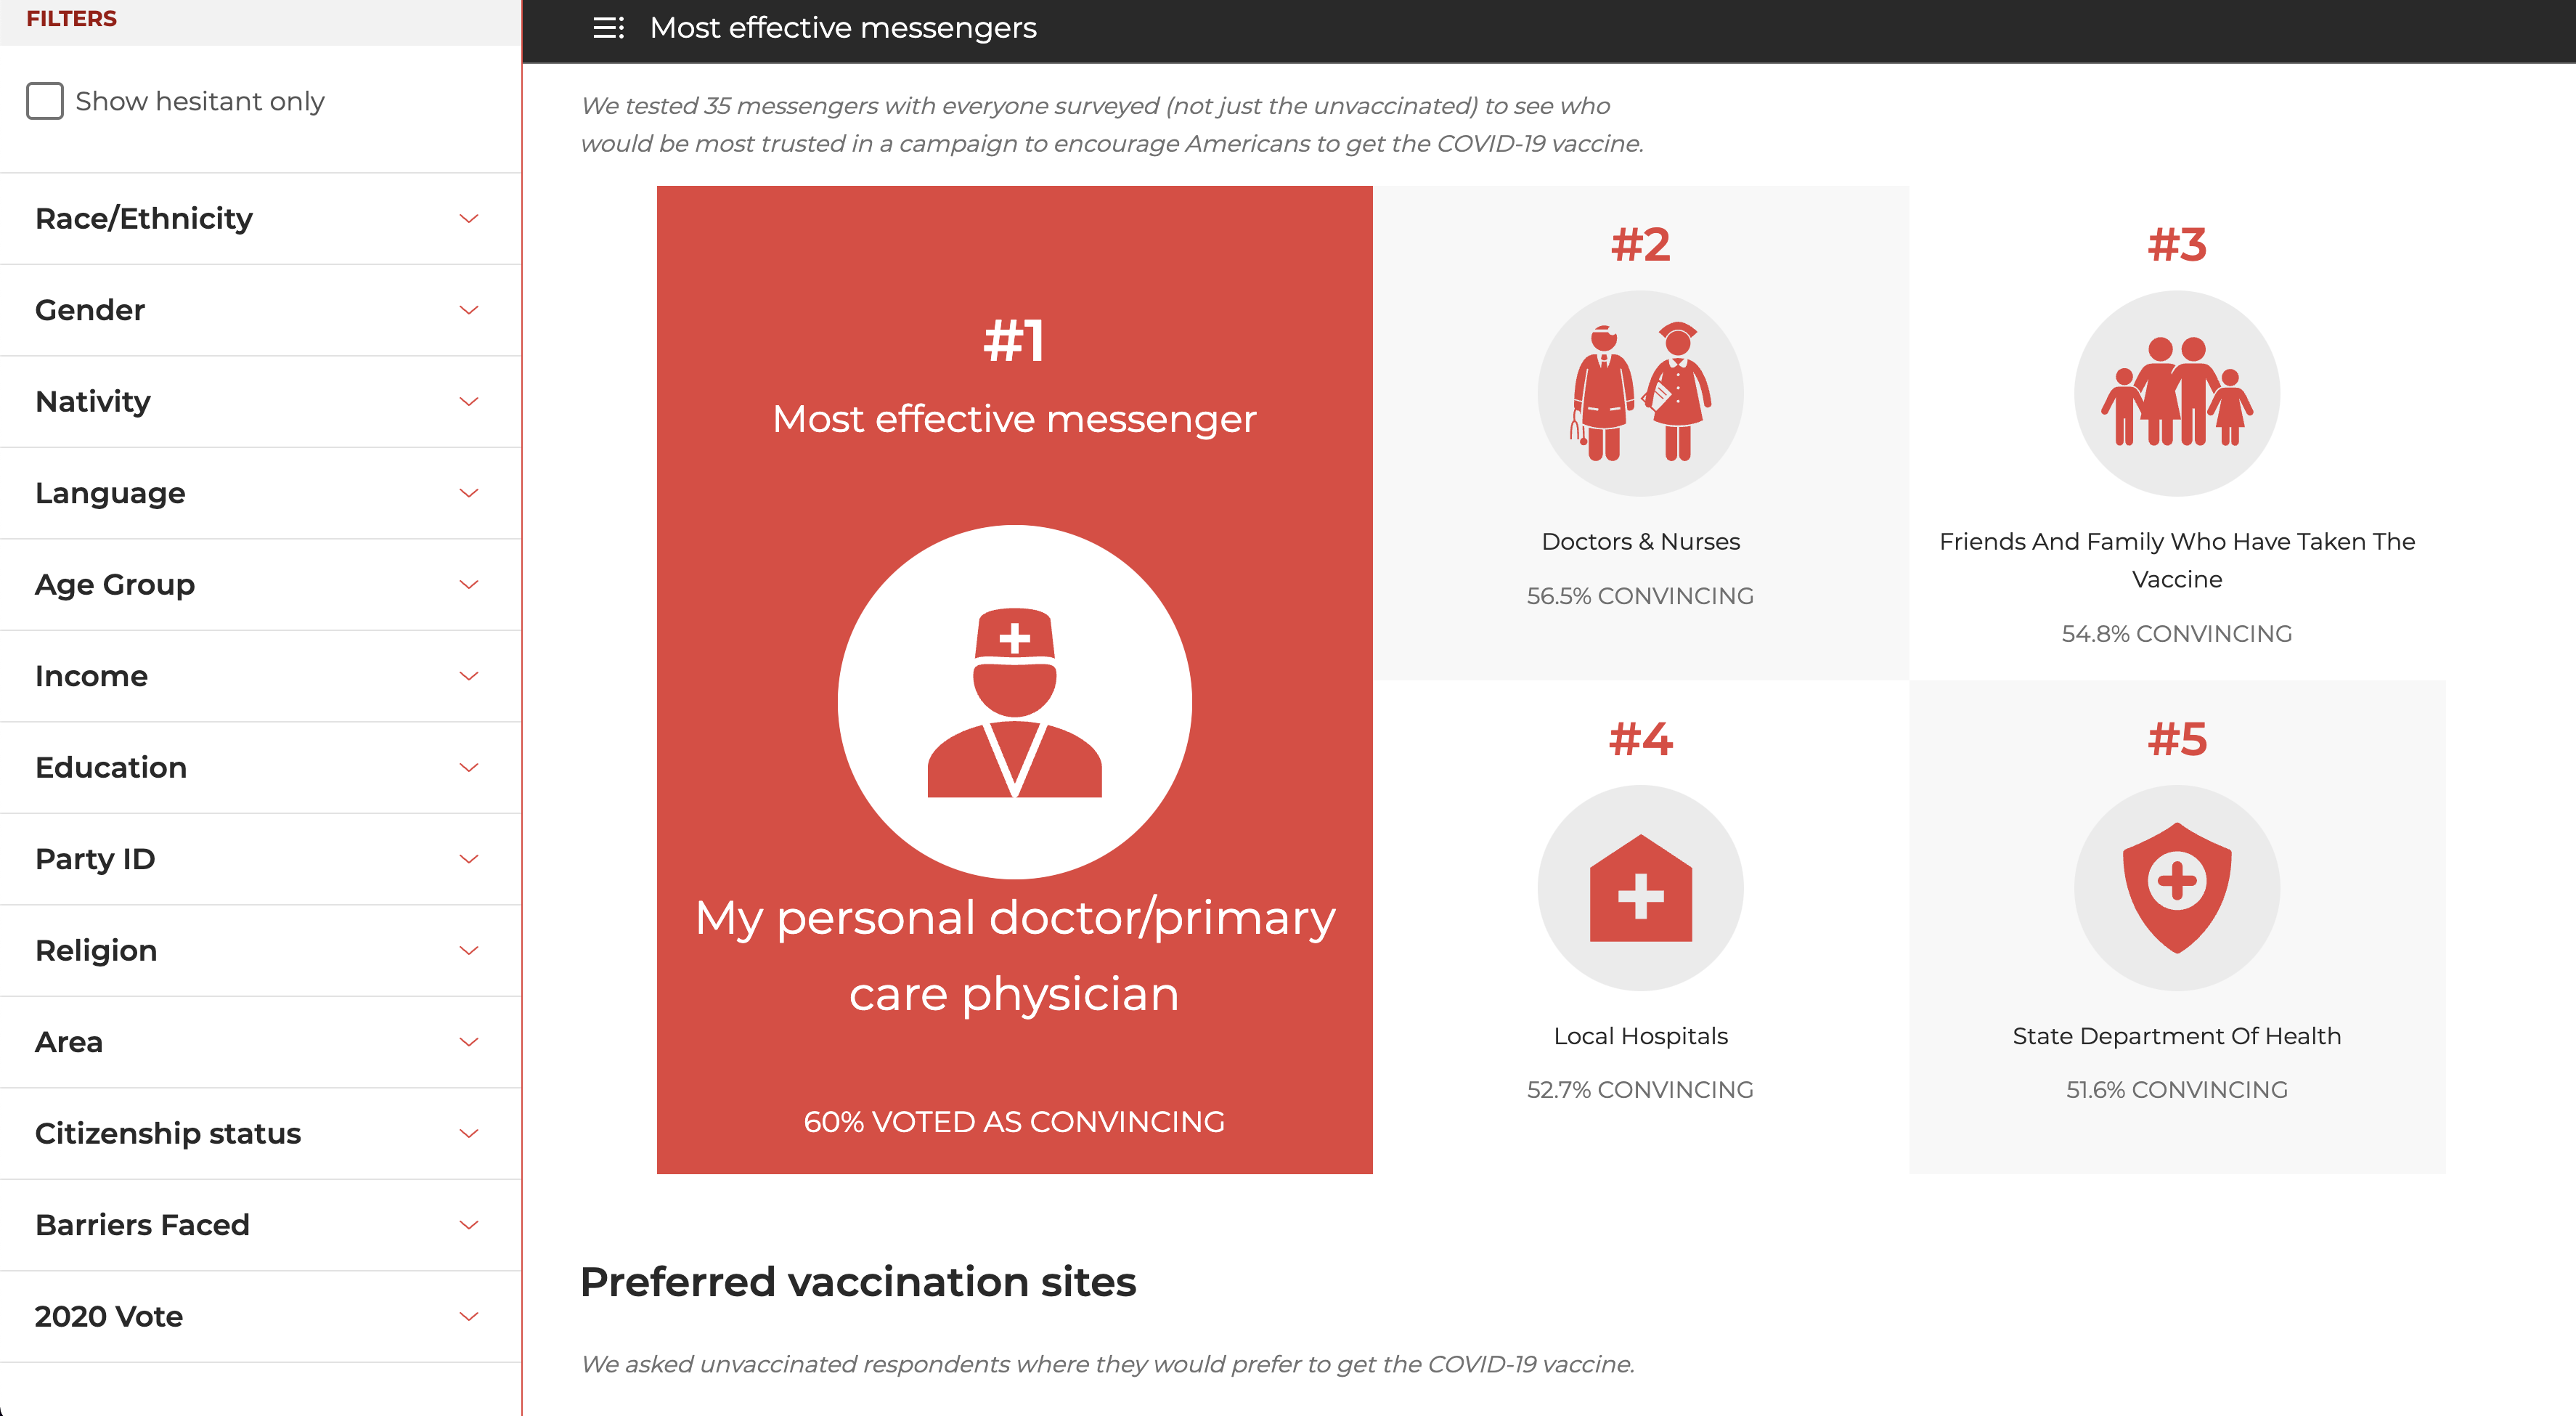 FILTERS
Show hesitant only
Race/Ethnicity
Gender
Nativity
Language
Age Group
Income
Education
Party ID
Religion
Area
Citizenship status
Barriers Faced
2020 Vote
Most effective messengers
We tested 35 messengers with everyone surveyed (not just the unvaccinated) to see who
would be most trusted in a campaign to encourage Americans to get the COVID-19 vaccine.
#1
Most effective messenger
My personal doctor/primary
care physician
60% VOTED AS CONVINCING
#2
Doctors & Nurses
56.5% CONVINCING
#3
Friends And Family Who Have Taken The
Vaccine
54.8% CONVINCING
#4
Local Hospitals
52.7% CONVINCING
#5
State Department Of Health
51.6% CONVINCING
Preferred vaccination sites
We asked unvaccinated respondents where they would prefer to get the COVID-19 vaccine.